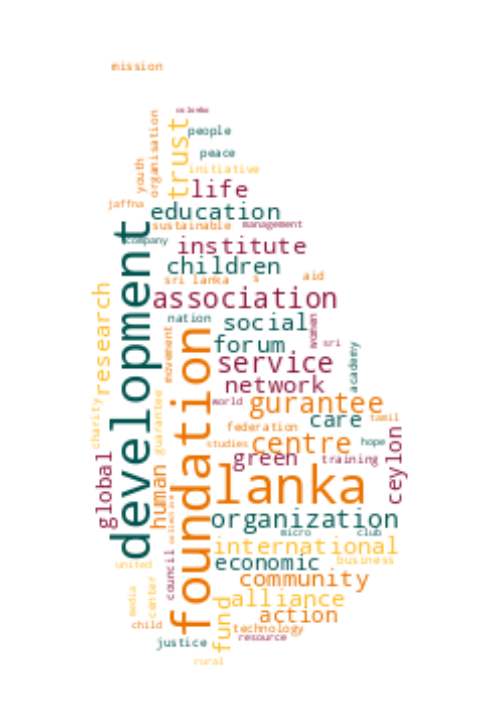 mission
colombo
people
trust
organisation
youth
peace
initiative
life
jaffna
education
sustainable
management
company
institute
children
aid
sri lanka
s
association
development
research
nation
social
women
sri
forum
movement
academy
service
network
foundation
world
gurantee
guarantee
care
tamil
charity
federation
centre
studies
hope
green
training
ceylon
global
human
lanka
organization
micro
club
international
united
economic
business
council
community
media
center
alliance
child
fund
action
technology
resource
justice
rural